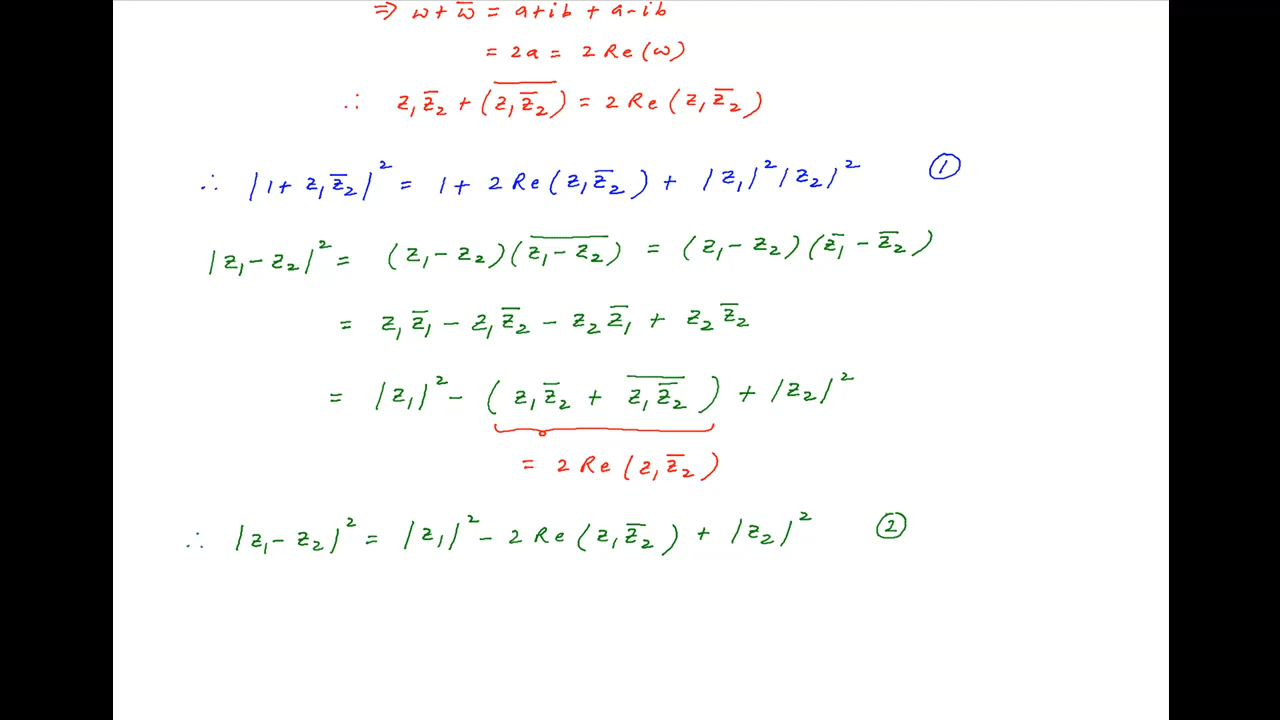 ⇒ w + w̅ = a+ib + a-ib
= 2a = 2 Re(w)
∴ z₁z̅₂ + (\overline{z₁z̅₂}) = 2 Re(z₁z̅₂)
∴ |1 + z₁z̅₂|² = 1 + 2 Re(z₁z̅₂) + |z₁|²|z₂|² ①
|z₁ - z₂|² = (z₁ - z₂)(\overline{z₁ - z₂}) = (z₁ - z₂)(z̅₁ - z̅₂)
= z₁z̅₁ - z₁z̅₂ - z₂z̅₁ + z₂z̅₂
= |z₁|² - (z₁z̅₂ + \overline{z₁z̅₂}) + |z₂|²
= 2 Re(z₁z̅₂)
∴ |z₁ - z₂|² = |z₁|² - 2 Re(z₁z̅₂) + |z₂|² ②